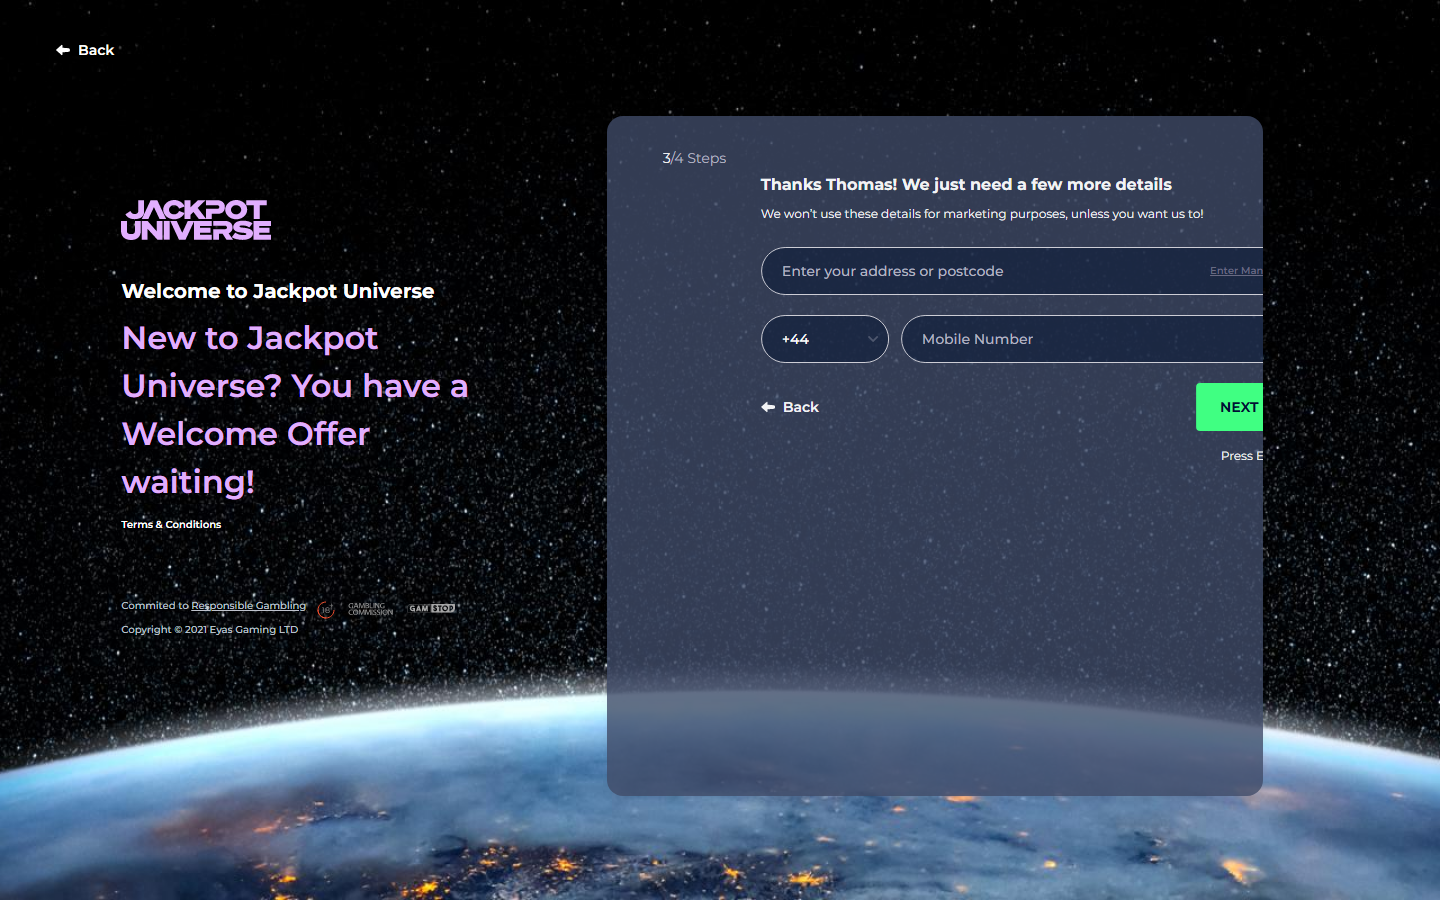 Back
3/4 Steps
Thanks Thomas! We just need a few more details
We won't use these details for marketing purposes, unless you want us to!
Enter your address or postcode
Enter Man
+44
Mobile Number
Back
NEXT
Press E
JACKPOT
UNIVERSE
Welcome to Jackpot Universe
New to Jackpot
Universe? You have a
Welcome Offer
waiting!
Terms & Conditions
Commited to Responsible Gambling
18+
GAMBLING
COMMISSION
GAMSTOP
Copyright © 2021 Eyas Gaming LTD